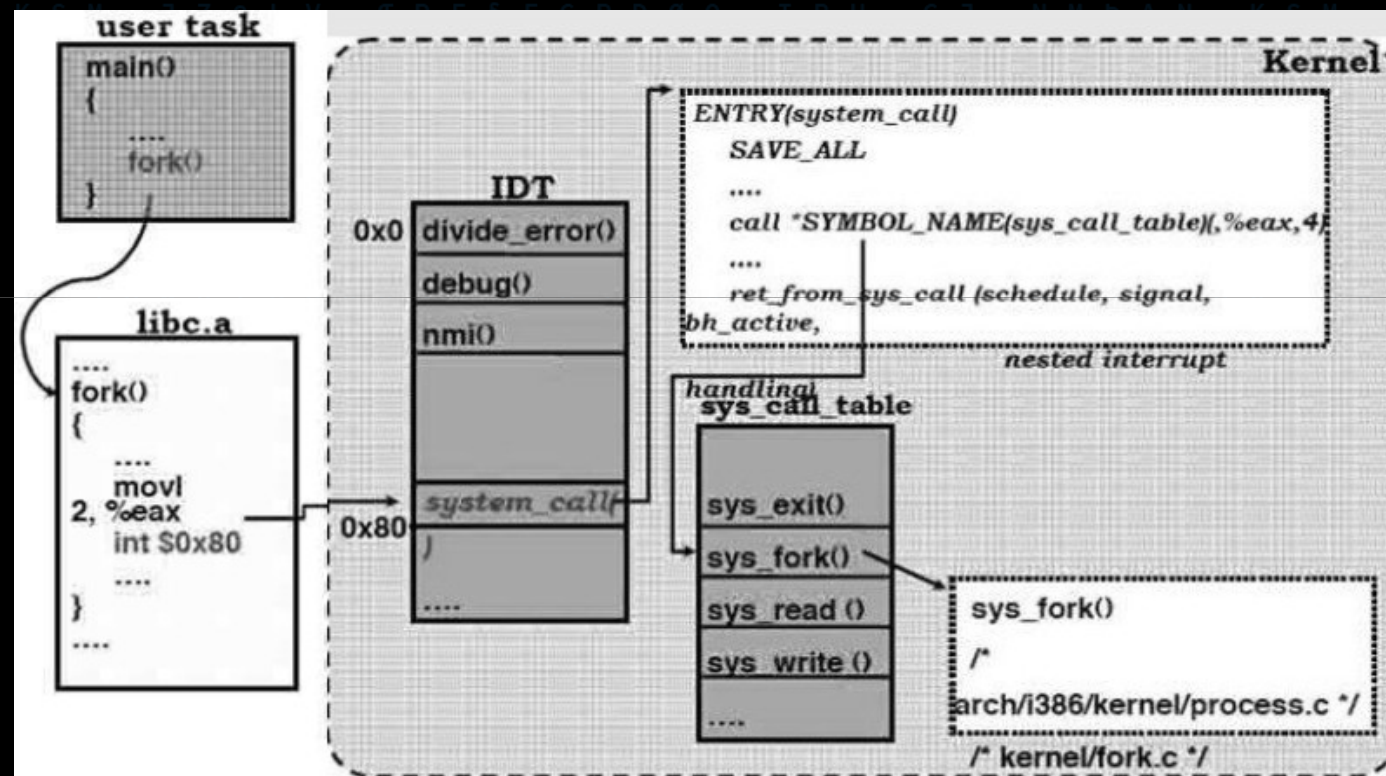 user task
main()
{
....
fork()
}
libc.a
....
fork()
{
....
movl
2, %eax
int $0x80
....
}
....
Kernel
IDT
0x0
divide_error()
debug()
nmi()
system_call(
0x80
)
....
ENTRY(system_call)
SAVE_ALL
....
call *SYMBOL_NAME(sys_call_table)(,%eax,4)
....
ret_from_sys_call (schedule, signal,
bh_active,
nested interrupt
handling)
sys_call_table
sys_exit()
sys_fork()
sys_read ()
sys_write ()
....
sys_fork()
/*
arch/i386/kernel/process.c */
/* kernel/fork.c */